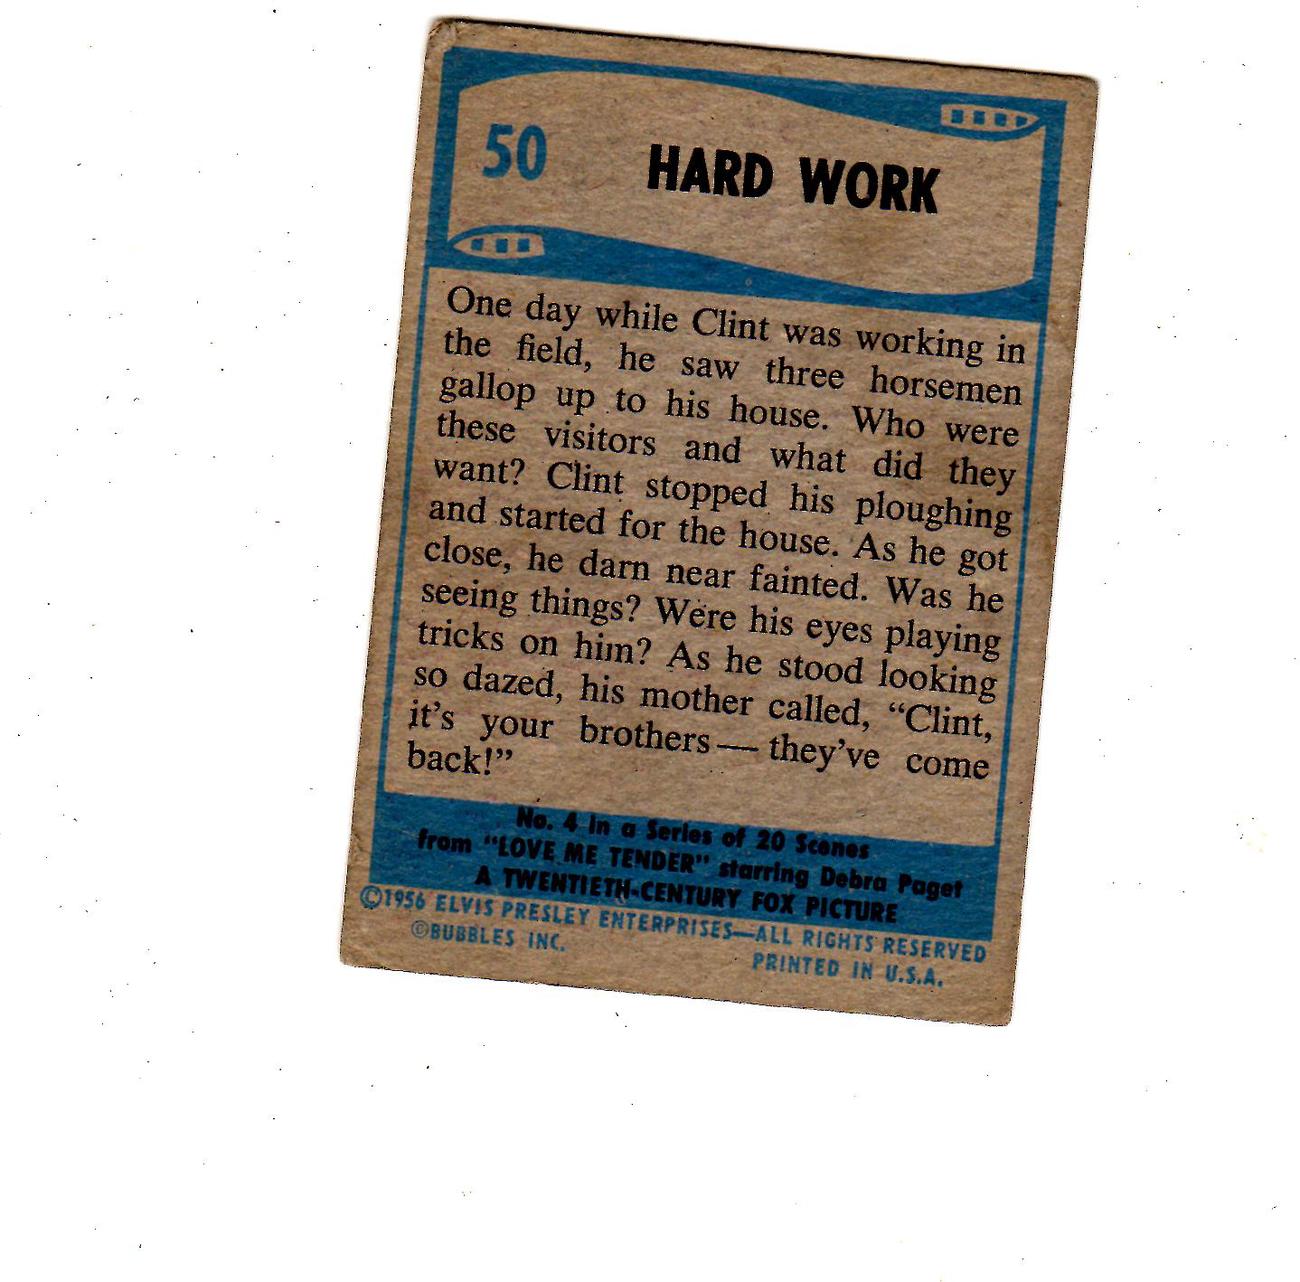 50
HARD WORK
One day while Clint was working in
the field, he saw three horsemen
gallop up to his house. Who were
these visitors and what did they
want? Clint stopped his ploughing
and started for the house. As he got
close, he darn near fainted. Was he
seeing things? Were his eyes playing
tricks on him? As he stood looking
so dazed, his mother called, “Clint,
it’s your brothers — they’ve come
back!”
No. 4 in a Series of 20 Scenes
from "LOVE ME TENDER" starring Debra Paget
A TWENTIETH-CENTURY FOX PICTURE
©1956 ELVIS PRESLEY ENTERPRISES—ALL RIGHTS RESERVED
©BUBBLES INC.
PRINTED IN U.S.A.